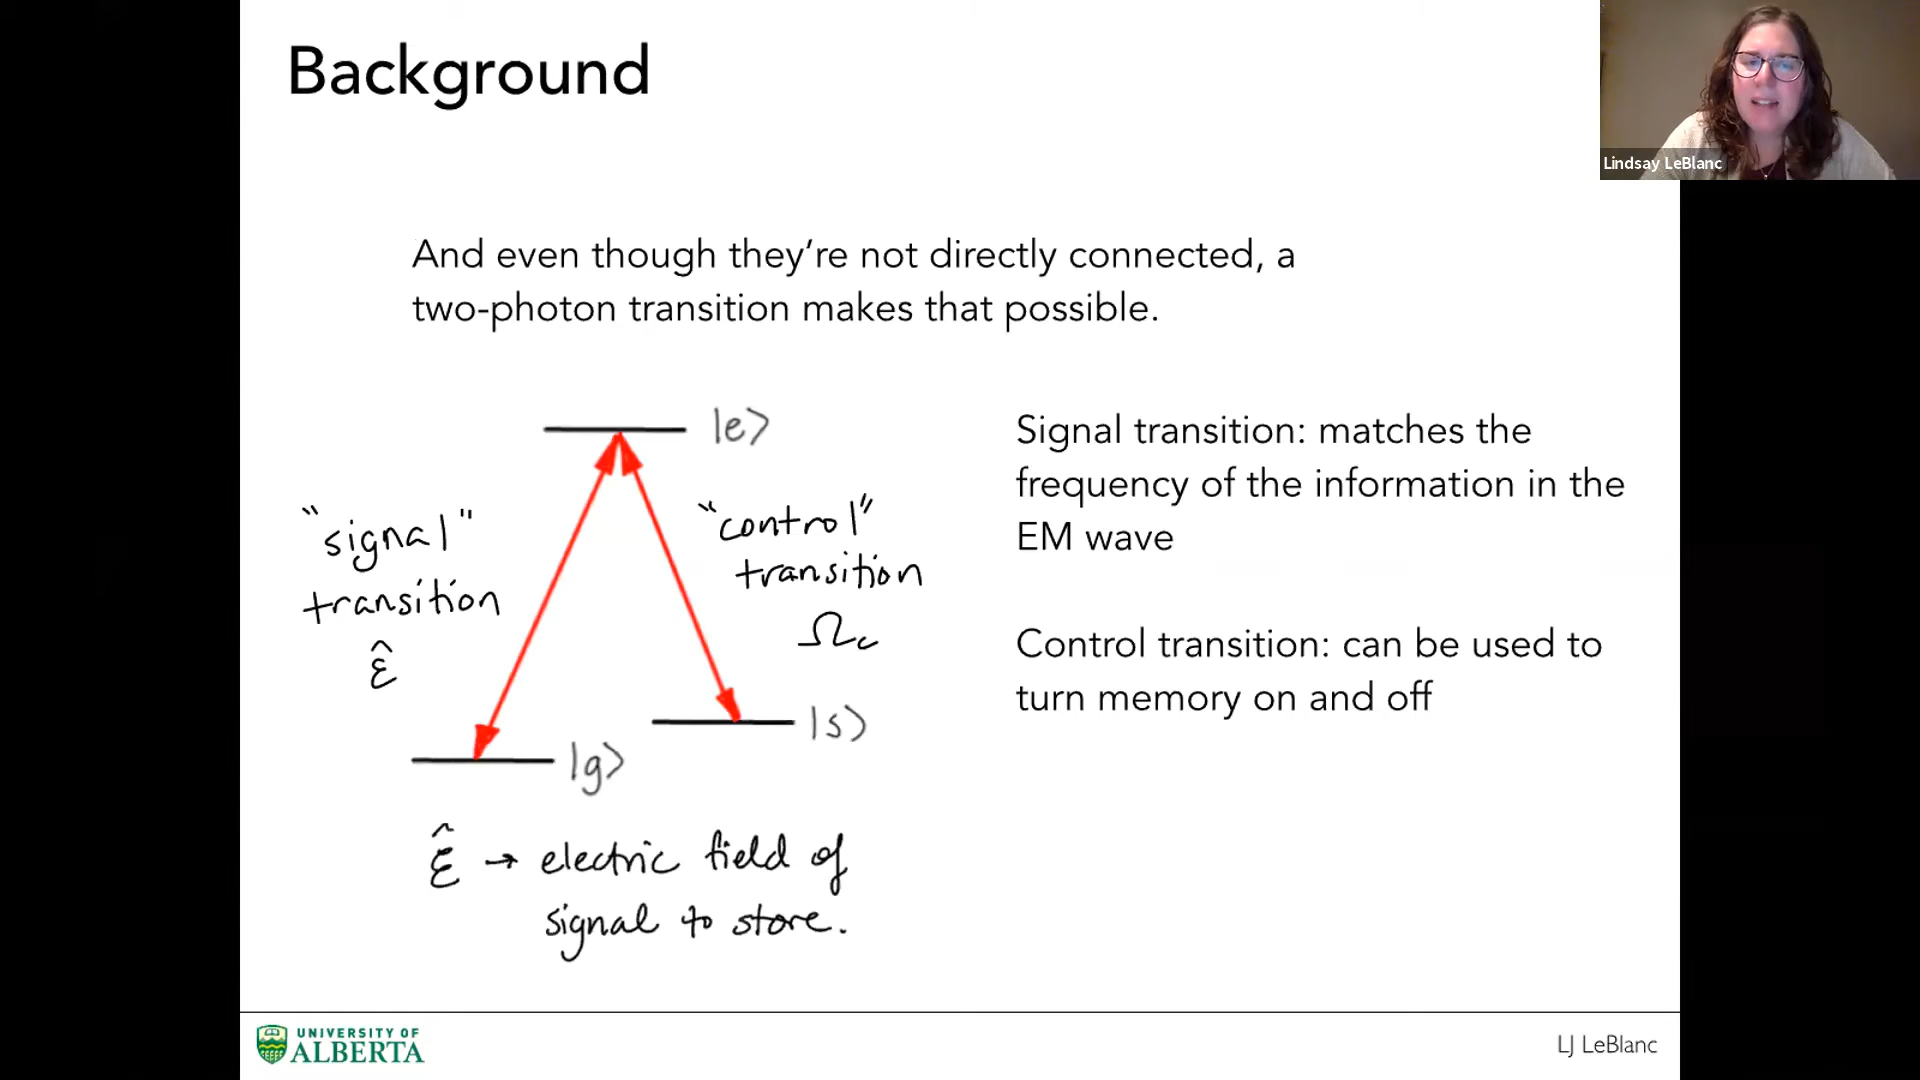 Background
Lindsay LeBlanc
And even though they're not directly connected, a
two-photon transition makes that possible.
|e⟩
"signal"
transition
ℰ̂
"control"
transition
Ωc
|s⟩
|g⟩
ℰ̂ → electric field of
signal to store.
Signal transition: matches the
frequency of the information in the
EM wave
Control transition: can be used to
turn memory on and off
UNIVERSITY OF
ALBERTA
LJ LeBlanc